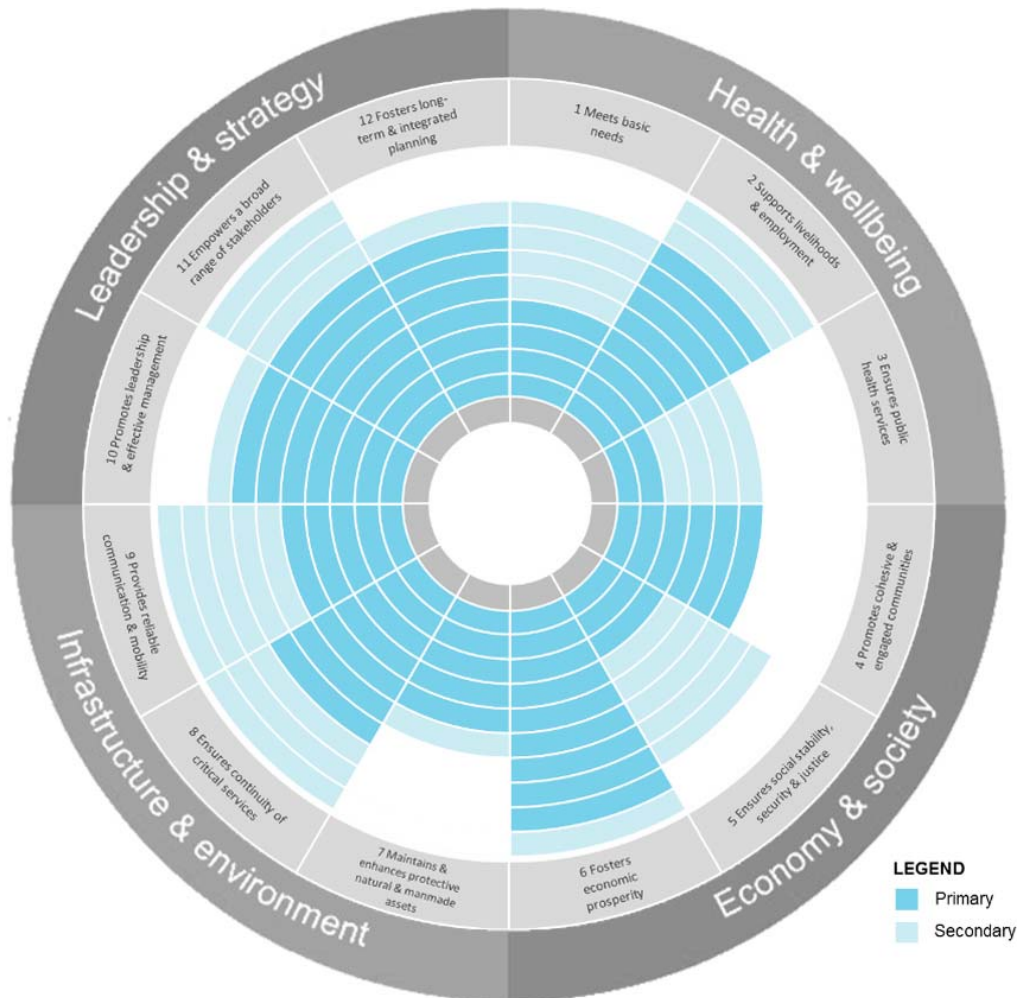 Leadership & strategy
Health & wellbeing
Economy & society
Infrastructure & environment
1 Meets basic
needs
2 Supports livelihoods
& employment
3 Ensures public
health services
4 Promotes cohesive &
engaged communities
5 Ensures social stability,
security & justice
6 Fosters
economic
prosperity
7 Maintains &
enhances protective
natural & manmade
assets
8 Ensures continuity of
critical services
9 Provides reliable
communication & mobility
10 Promotes leadership
& effective management
11 Empowers a broad
range of stakeholders
12 Fosters long-
term & integrated
planning
LEGEND
Primary
Secondary